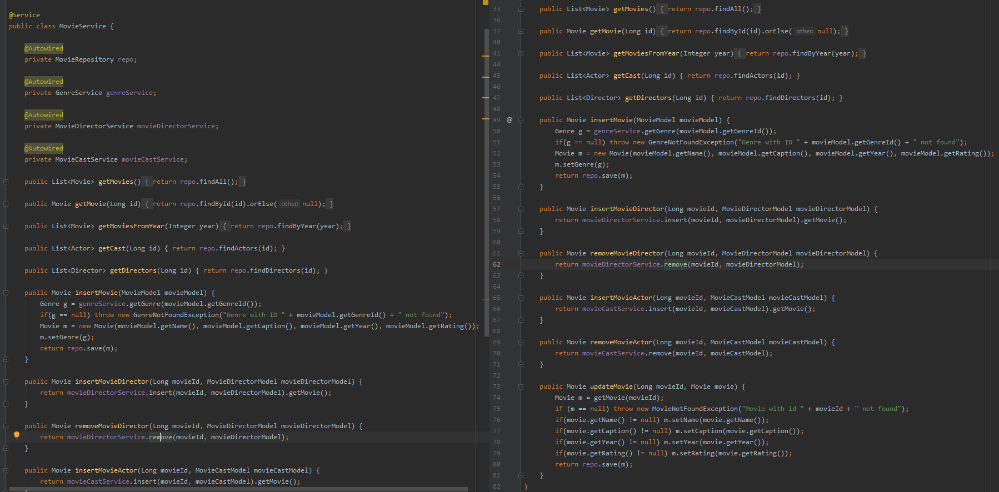 @Service
public class MovieService {
@Autowired
private MovieRepository repo;
@Autowired
private GenreService genreService;
@Autowired
private MovieDirectorService movieDirectorService;
@Autowired
private MovieCastService movieCastService;
public List<Movie> getMovies() { return repo.findAll(); }
public Movie getMovie(Long id) { return repo.findById(id).orElse( other: null); }
public List<Movie> getMoviesFromYear(Integer year) { return repo.findByYear(year); }
public List<Actor> getCast(Long id) { return repo.findActors(id); }
public List<Director> getDirectors(Long id) { return repo.findDirectors(id); }
public Movie insertMovie(MovieModel movieModel) {
Genre g = genreService.getGenre(movieModel.getGenreId());
if(g == null) throw new GenreNotFoundException("Genre with ID " + movieModel.getGenreId() + " not found");
Movie m = new Movie(movieModel.getName(), movieModel.getCaption(), movieModel.getYear(), movieModel.getRating());
m.setGenre(g);
return repo.save(m);
}
public Movie insertMovieDirector(Long movieId, MovieDirectorModel movieDirectorModel) {
return movieDirectorService.insert(movieId, movieDirectorModel).getMovie();
}
public Movie removeMovieDirector(Long movieId, MovieDirectorModel movieDirectorModel) {
return movieDirectorService.remove(movieId, movieDirectorModel);
}
public Movie insertMovieActor(Long movieId, MovieCastModel movieCastModel) {
return movieCastService.insert(movieId, movieCastModel).getMovie();
}
33 public List<Movie> getMovies() { return repo.findAll(); }
36
37 public Movie getMovie(Long id) { return repo.findById(id).orElse( other: null); }
40
41 public List<Movie> getMoviesFromYear(Integer year) { return repo.findByYear(year); }
44
45 public List<Actor> getCast(Long id) { return repo.findActors(id); }
46
47 public List<Director> getDirectors(Long id) { return repo.findDirectors(id); }
48
49 @ public Movie insertMovie(MovieModel movieModel) {
50 Genre g = genreService.getGenre(movieModel.getGenreId());
51 if(g == null) throw new GenreNotFoundException("Genre with ID " + movieModel.getGenreId() + " not found");
52 Movie m = new Movie(movieModel.getName(), movieModel.getCaption(), movieModel.getYear(), movieModel.getRating());
53 m.setGenre(g);
54 return repo.save(m);
55 }
56
57 public Movie insertMovieDirector(Long movieId, MovieDirectorModel movieDirectorModel) {
58 return movieDirectorService.insert(movieId, movieDirectorModel).getMovie();
59 }
60
61 public Movie removeMovieDirector(Long movieId, MovieDirectorModel movieDirectorModel) {
62 return movieDirectorService.remove(movieId, movieDirectorModel);
63 }
64
65 public Movie insertMovieActor(Long movieId, MovieCastModel movieCastModel) {
66 return movieCastService.insert(movieId, movieCastModel).getMovie();
67 }
68
69 public Movie removeMovieActor(Long movieId, MovieCastModel movieCastModel) {
70 return movieCastService.remove(movieId, movieCastModel);
71 }
72
73 public Movie updateMovie(Long movieId, Movie movie) {
74 Movie m = getMovie(movieId);
75 if (m == null) throw new MovieNotFoundException("Movie with id " + movieId + " not found");
76 if(movie.getName() != null) m.setName(movie.getName());
77 if(movie.getCaption() != null) m.setCaption(movie.getCaption());
78 if(movie.getYear() != null) m.setYear(movie.getYear());
79 if(movie.getRating() != null) m.setRating(movie.getRating());
80 return repo.save(m);
81 }
82 }